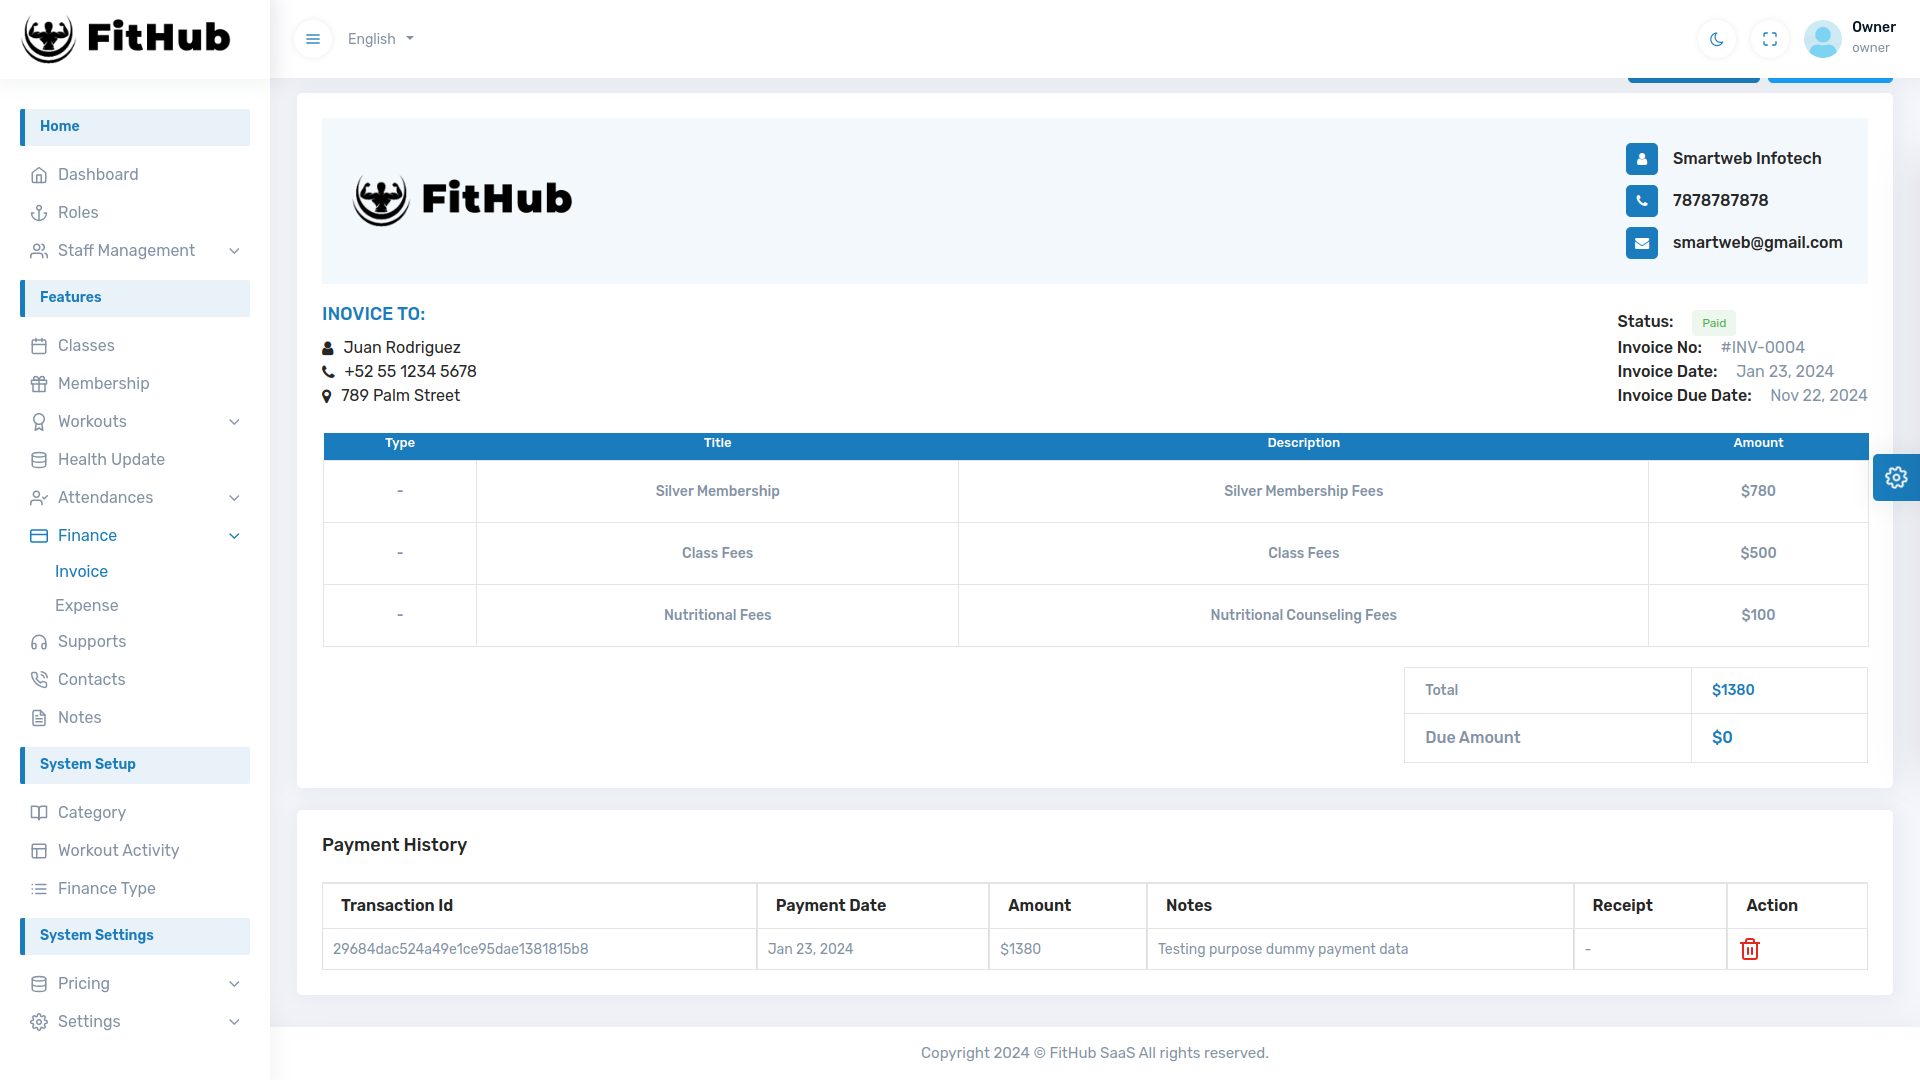 FitHub
English
Owner
owner
Home
Dashboard
Roles
Staff Management
Features
Classes
Membership
Workouts
Health Update
Attendances
Finance
Invoice
Expense
Supports
Contacts
Notes
System Setup
Category
Workout Activity
Finance Type
System Settings
Pricing
Settings
FitHub
Smartweb Infotech
7878787878
smartweb@gmail.com
INOVICE TO:
Juan Rodriguez
+52 55 1234 5678
789 Palm Street
Status: Paid
Invoice No: #INV-0004
Invoice Date: Jan 23, 2024
Invoice Due Date: Nov 22, 2024
Type Title Description Amount
- Silver Membership Silver Membership Fees $780
- Class Fees Class Fees $500
- Nutritional Fees Nutritional Counseling Fees $100
Total $1380
Due Amount $0
Payment History
Transaction Id Payment Date Amount Notes Receipt Action
29684dac524a49e1ce95dae1381815b8 Jan 23, 2024 $1380 Testing purpose dummy payment data -
Copyright 2024 © FitHub SaaS All rights reserved.